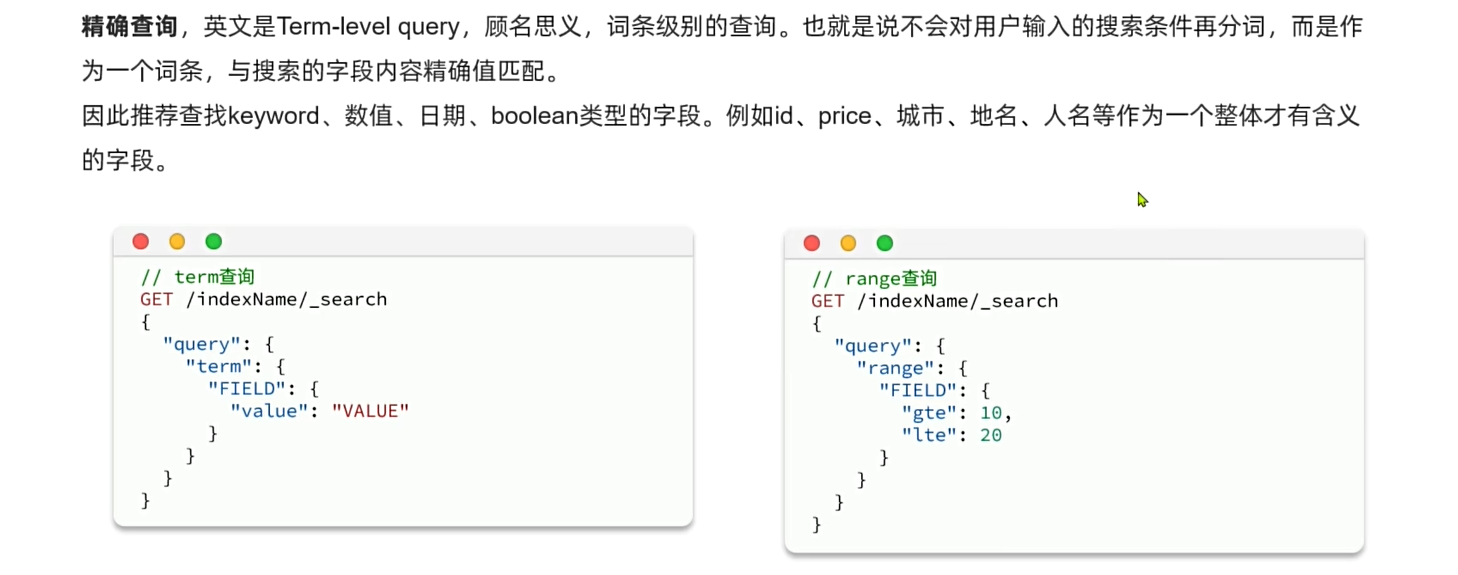 精确查询，英文是Term-level query，顾名思义，词条级别的查询。也就是说不会对用户输入的搜索条件再分词，而是作
为一个词条，与搜索的字段内容精确值匹配。
因此推荐查找keyword、数值、日期、boolean类型的字段。例如id、price、城市、地名、人名等作为一个整体才有含义
的字段。
// term查询
GET /indexName/_search
{
  "query": {
    "term": {
      "FIELD": {
        "value": "VALUE"
      }
    }
  }
}
// range查询
GET /indexName/_search
{
  "query": {
    "range": {
      "FIELD": {
        "gte": 10,
        "lte": 20
      }
    }
  }
}